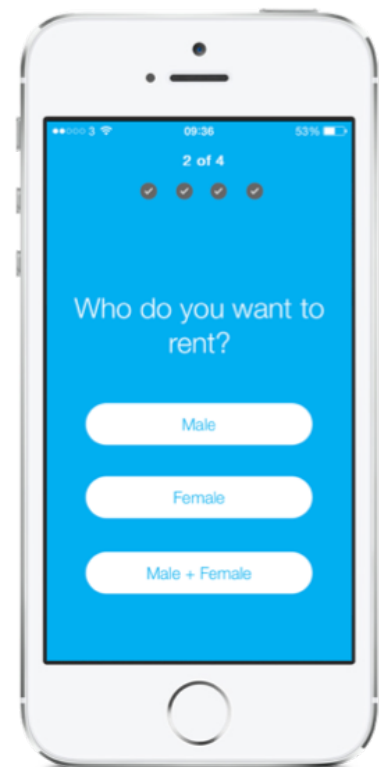 3 09:36 53%
2 of 4
Who do you want to
rent?
Male
Female
Male + Female